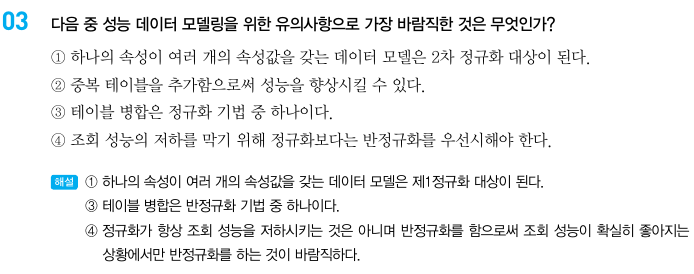 03 다음 중 성능 데이터 모델링을 위한 유의사항으로 가장 바람직한 것은 무엇인가?
① 하나의 속성이 여러 개의 속성값을 갖는 데이터 모델은 2차 정규화 대상이 된다.
② 중복 테이블을 추가함으로써 성능을 향상시킬 수 있다.
③ 테이블 병합은 정규화 기법 중 하나이다.
④ 조회 성능의 저하를 막기 위해 정규화보다는 반정규화를 우선시해야 한다.
해설 ① 하나의 속성이 여러 개의 속성값을 갖는 데이터 모델은 제1정규화 대상이 된다.
③ 테이블 병합은 반정규화 기법 중 하나이다.
④ 정규화가 항상 조회 성능을 저하시키는 것은 아니며 반정규화를 함으로써 조회 성능이 확실히 좋아지는
상황에서만 반정규화를 하는 것이 바람직하다.